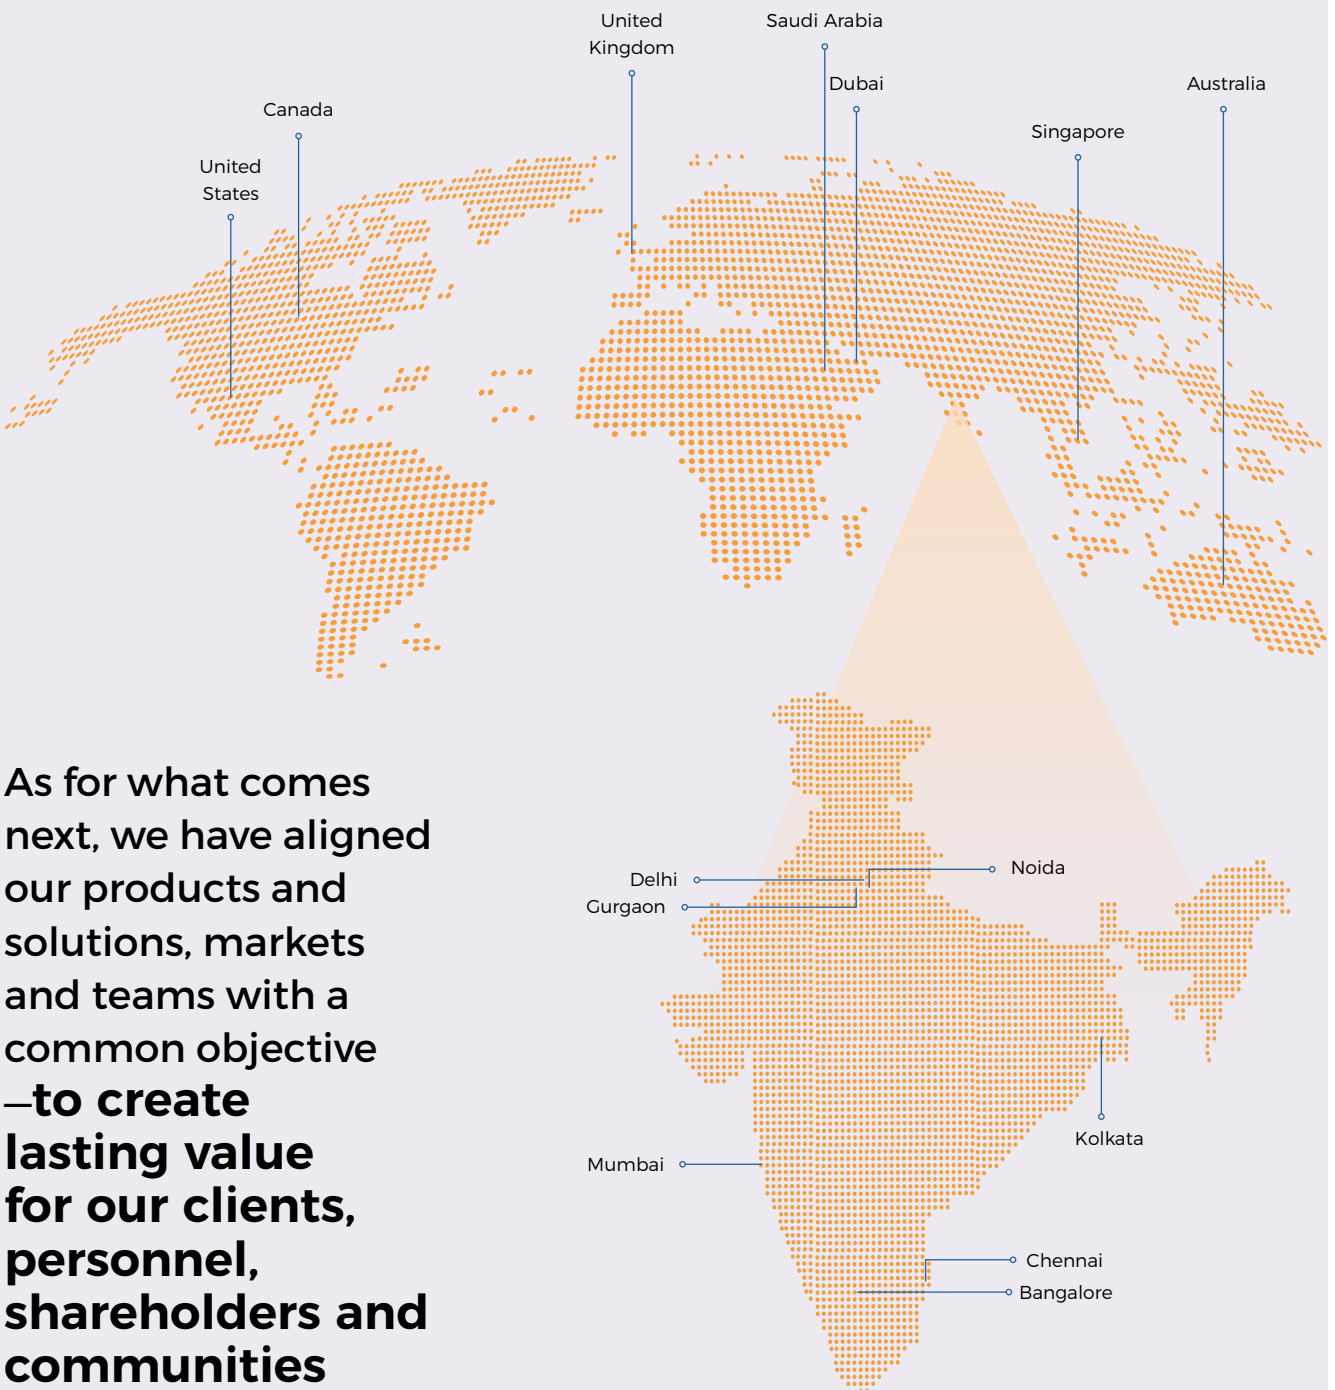 United
Kingdom
Saudi Arabia
Dubai
Australia
Canada
Singapore
United
States
As for what comes
next, we have aligned
our products and
solutions, markets
and teams with a
common objective
—to create
lasting value
for our clients,
personnel,
shareholders and
communities
Noida
Delhi
Gurgaon
Kolkata
Mumbai
Chennai
Bangalore